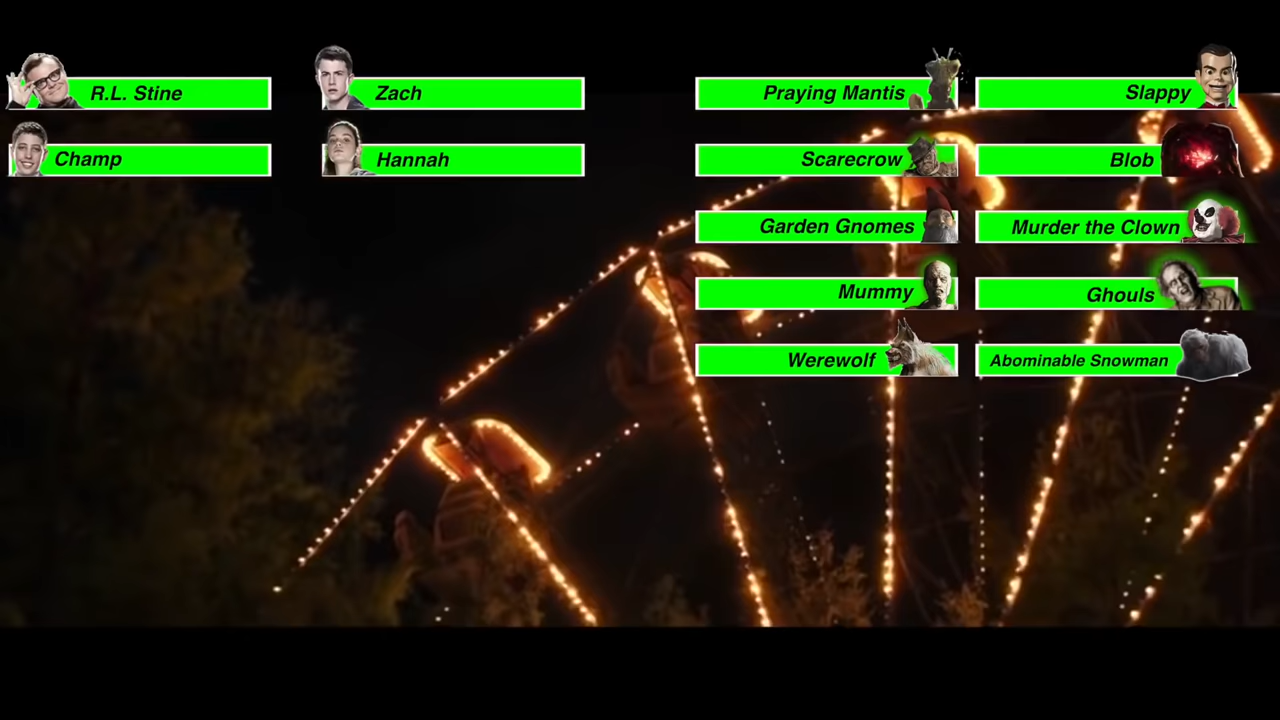 R.L. Stine
Zach
Praying Mantis
Slappy
Champ
Hannah
Scarecrow
Blob
Garden Gnomes
Murder the Clown
Mummy
Ghouls
Werewolf
Abominable Snowman